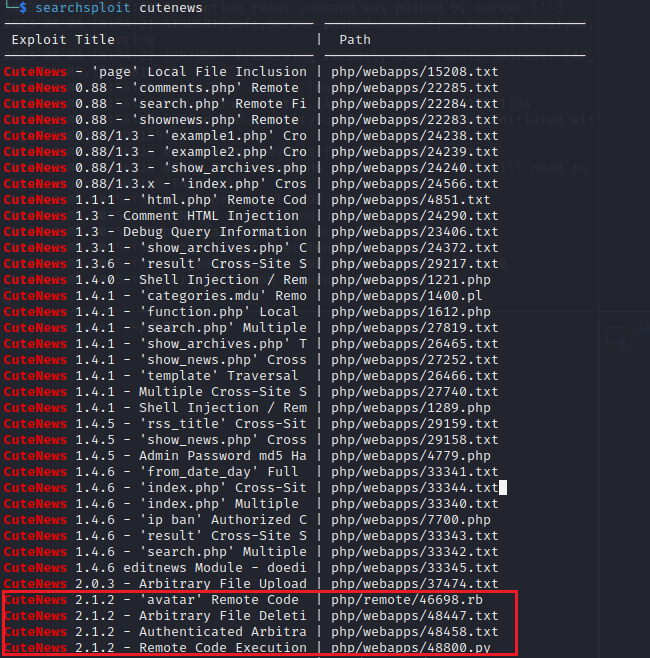 └─$ searchsploit cutenews
Exploit Title | Path
CuteNews - 'page' Local File Inclusion | php/webapps/15208.txt
CuteNews 0.88 - 'comments.php' Remote | php/webapps/22285.txt
CuteNews 0.88 - 'search.php' Remote Fi | php/webapps/22284.txt
CuteNews 0.88 - 'shownews.php' Remote | php/webapps/22283.txt
CuteNews 0.88/1.3 - 'example1.php' Cro | php/webapps/24238.txt
CuteNews 0.88/1.3 - 'example2.php' Cro | php/webapps/24239.txt
CuteNews 0.88/1.3 - 'show_archives.php | php/webapps/24240.txt
CuteNews 0.88/1.3.x - 'index.php' Cros | php/webapps/24566.txt
CuteNews 1.1.1 - 'html.php' Remote Cod | php/webapps/4851.txt
CuteNews 1.3 - Comment HTML Injection | php/webapps/24290.txt
CuteNews 1.3 - Debug Query Information | php/webapps/23406.txt
CuteNews 1.3.1 - 'show_archives.php' C | php/webapps/24372.txt
CuteNews 1.3.6 - 'result' Cross-Site S | php/webapps/29217.txt
CuteNews 1.4.0 - Shell Injection / Rem | php/webapps/1221.php
CuteNews 1.4.1 - 'categories.mdu' Remo | php/webapps/1400.pl
CuteNews 1.4.1 - 'function.php' Local | php/webapps/1612.php
CuteNews 1.4.1 - 'search.php' Multiple | php/webapps/27819.txt
CuteNews 1.4.1 - 'show_archives.php' T | php/webapps/26465.txt
CuteNews 1.4.1 - 'show_news.php' Cross | php/webapps/27252.txt
CuteNews 1.4.1 - 'template' Traversal | php/webapps/26466.txt
CuteNews 1.4.1 - Multiple Cross-Site S | php/webapps/27740.txt
CuteNews 1.4.1 - Shell Injection / Rem | php/webapps/1289.php
CuteNews 1.4.5 - 'rss_title' Cross-Sit | php/webapps/29159.txt
CuteNews 1.4.5 - 'show_news.php' Cross | php/webapps/29158.txt
CuteNews 1.4.5 - Admin Password md5 Ha | php/webapps/4779.php
CuteNews 1.4.6 - 'from_date_day' Full | php/webapps/33341.txt
CuteNews 1.4.6 - 'index.php' Cross-Sit | php/webapps/33344.txt
CuteNews 1.4.6 - 'index.php' Multiple | php/webapps/33340.txt
CuteNews 1.4.6 - 'ip ban' Authorized C | php/webapps/7700.php
CuteNews 1.4.6 - 'result' Cross-Site S | php/webapps/33343.txt
CuteNews 1.4.6 - 'search.php' Multiple | php/webapps/33342.txt
CuteNews 1.4.6 editnews Module - doedi | php/webapps/33345.txt
CuteNews 2.0.3 - Arbitrary File Upload | php/webapps/37474.txt
CuteNews 2.1.2 - 'avatar' Remote Code | php/remote/46698.rb
CuteNews 2.1.2 - Arbitrary File Deleti | php/webapps/48447.txt
CuteNews 2.1.2 - Authenticated Arbitra | php/webapps/48458.txt
CuteNews 2.1.2 - Remote Code Execution | php/webapps/48800.py